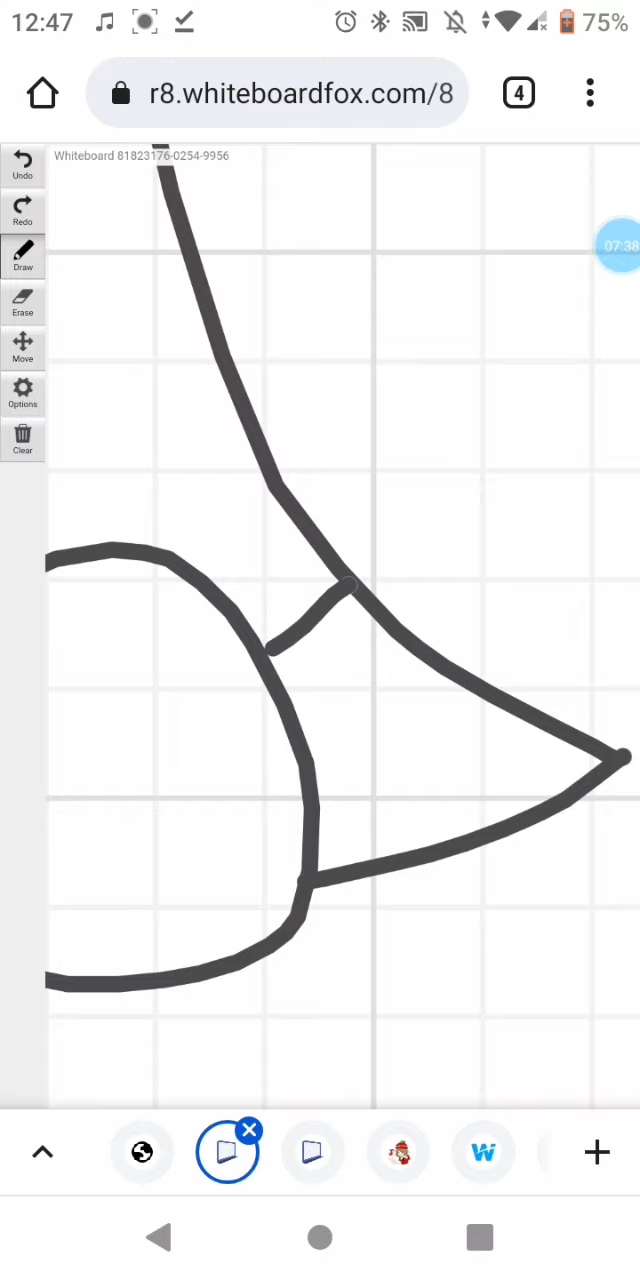 12:47
75%
r8.whiteboardfox.com/8
4
Whiteboard 81823176-0254-9956
Undo
Redo
07:38
Draw
Erase
Move
Options
Clear
W